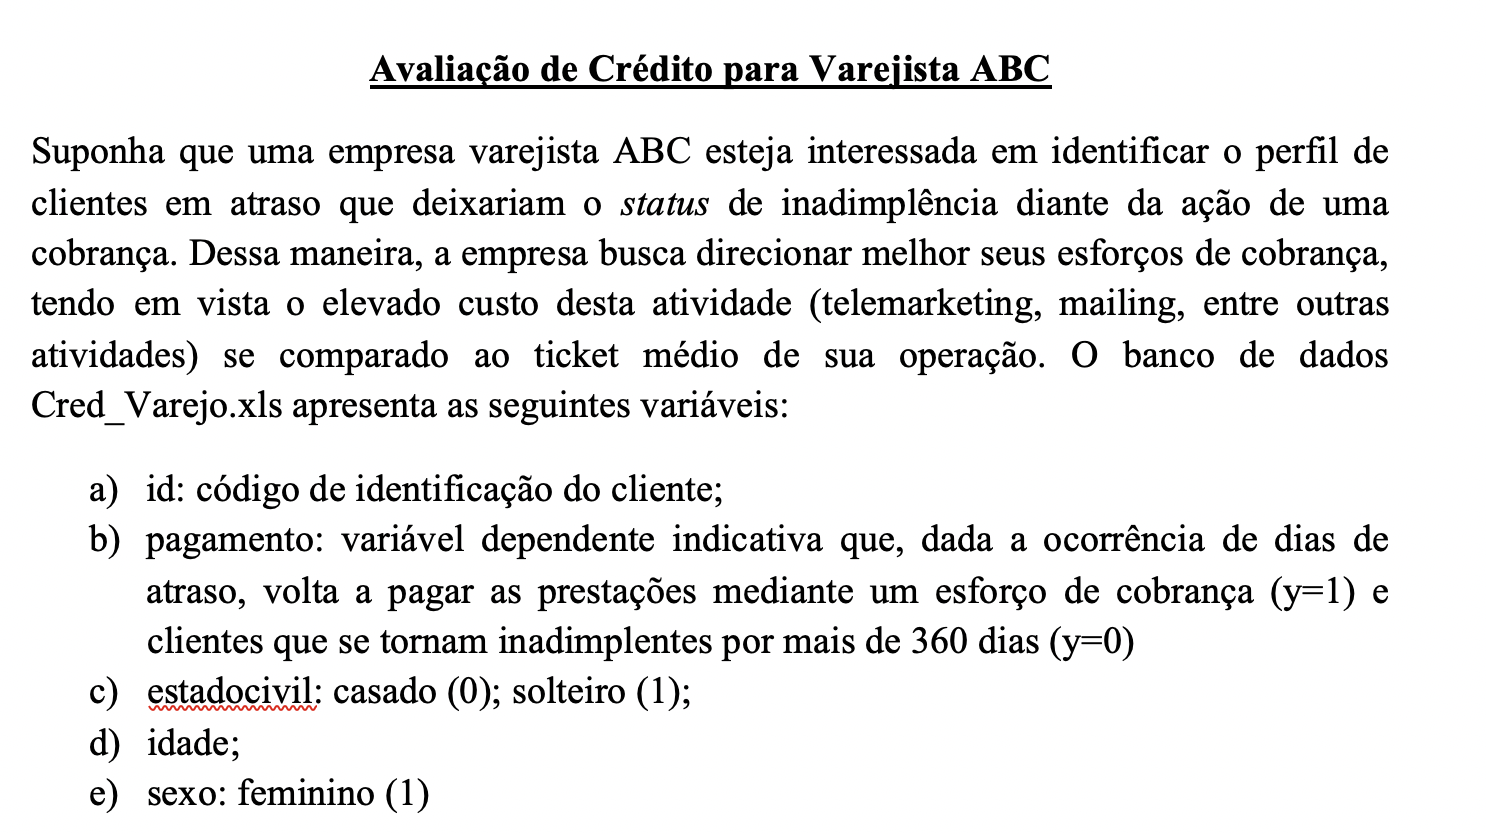 Avaliação de Crédito para Varejista ABC
Suponha que uma empresa varejista ABC esteja interessada em identificar o perfil de
clientes em atraso que deixariam o status de inadimplência diante da ação de uma
cobrança. Dessa maneira, a empresa busca direcionar melhor seus esforços de cobrança,
tendo em vista o elevado custo desta atividade (telemarketing, mailing, entre outras
atividades) se comparado ao ticket médio de sua operação. O banco de dados
Cred_Varejo.xls apresenta as seguintes variáveis:
a) id: código de identificação do cliente;
b) pagamento: variável dependente indicativa que, dada a ocorrência de dias de
atraso, volta a pagar as prestações mediante um esforço de cobrança (y=1) e
clientes que se tornam inadimplentes por mais de 360 dias (y=0)
c) estadocivil: casado (0); solteiro (1);
d) idade;
e) sexo: feminino (1)